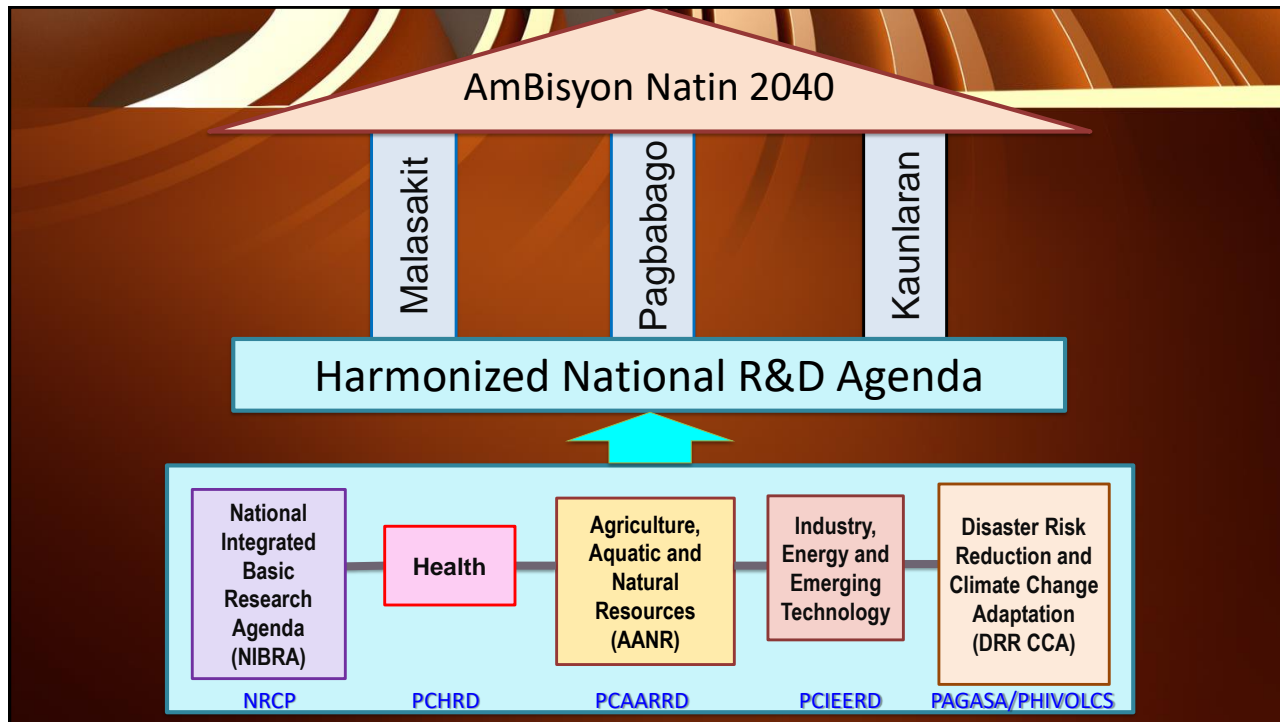 AmBisyon Natin 2040
Malasakit
Pagbabago
Kaunlaran
Harmonized National R&D Agenda
National
Integrated
Basic
Research
Agenda
(NIBRA)
Health
Agriculture,
Aquatic and
Natural
Resources
(AANR)
Industry,
Energy and
Emerging
Technology
Disaster Risk
Reduction and
Climate Change
Adaptation
(DRR CCA)
NRCP
PCHRD
PCAARRD
PCIEERD
PAGASA/PHIVOLCS